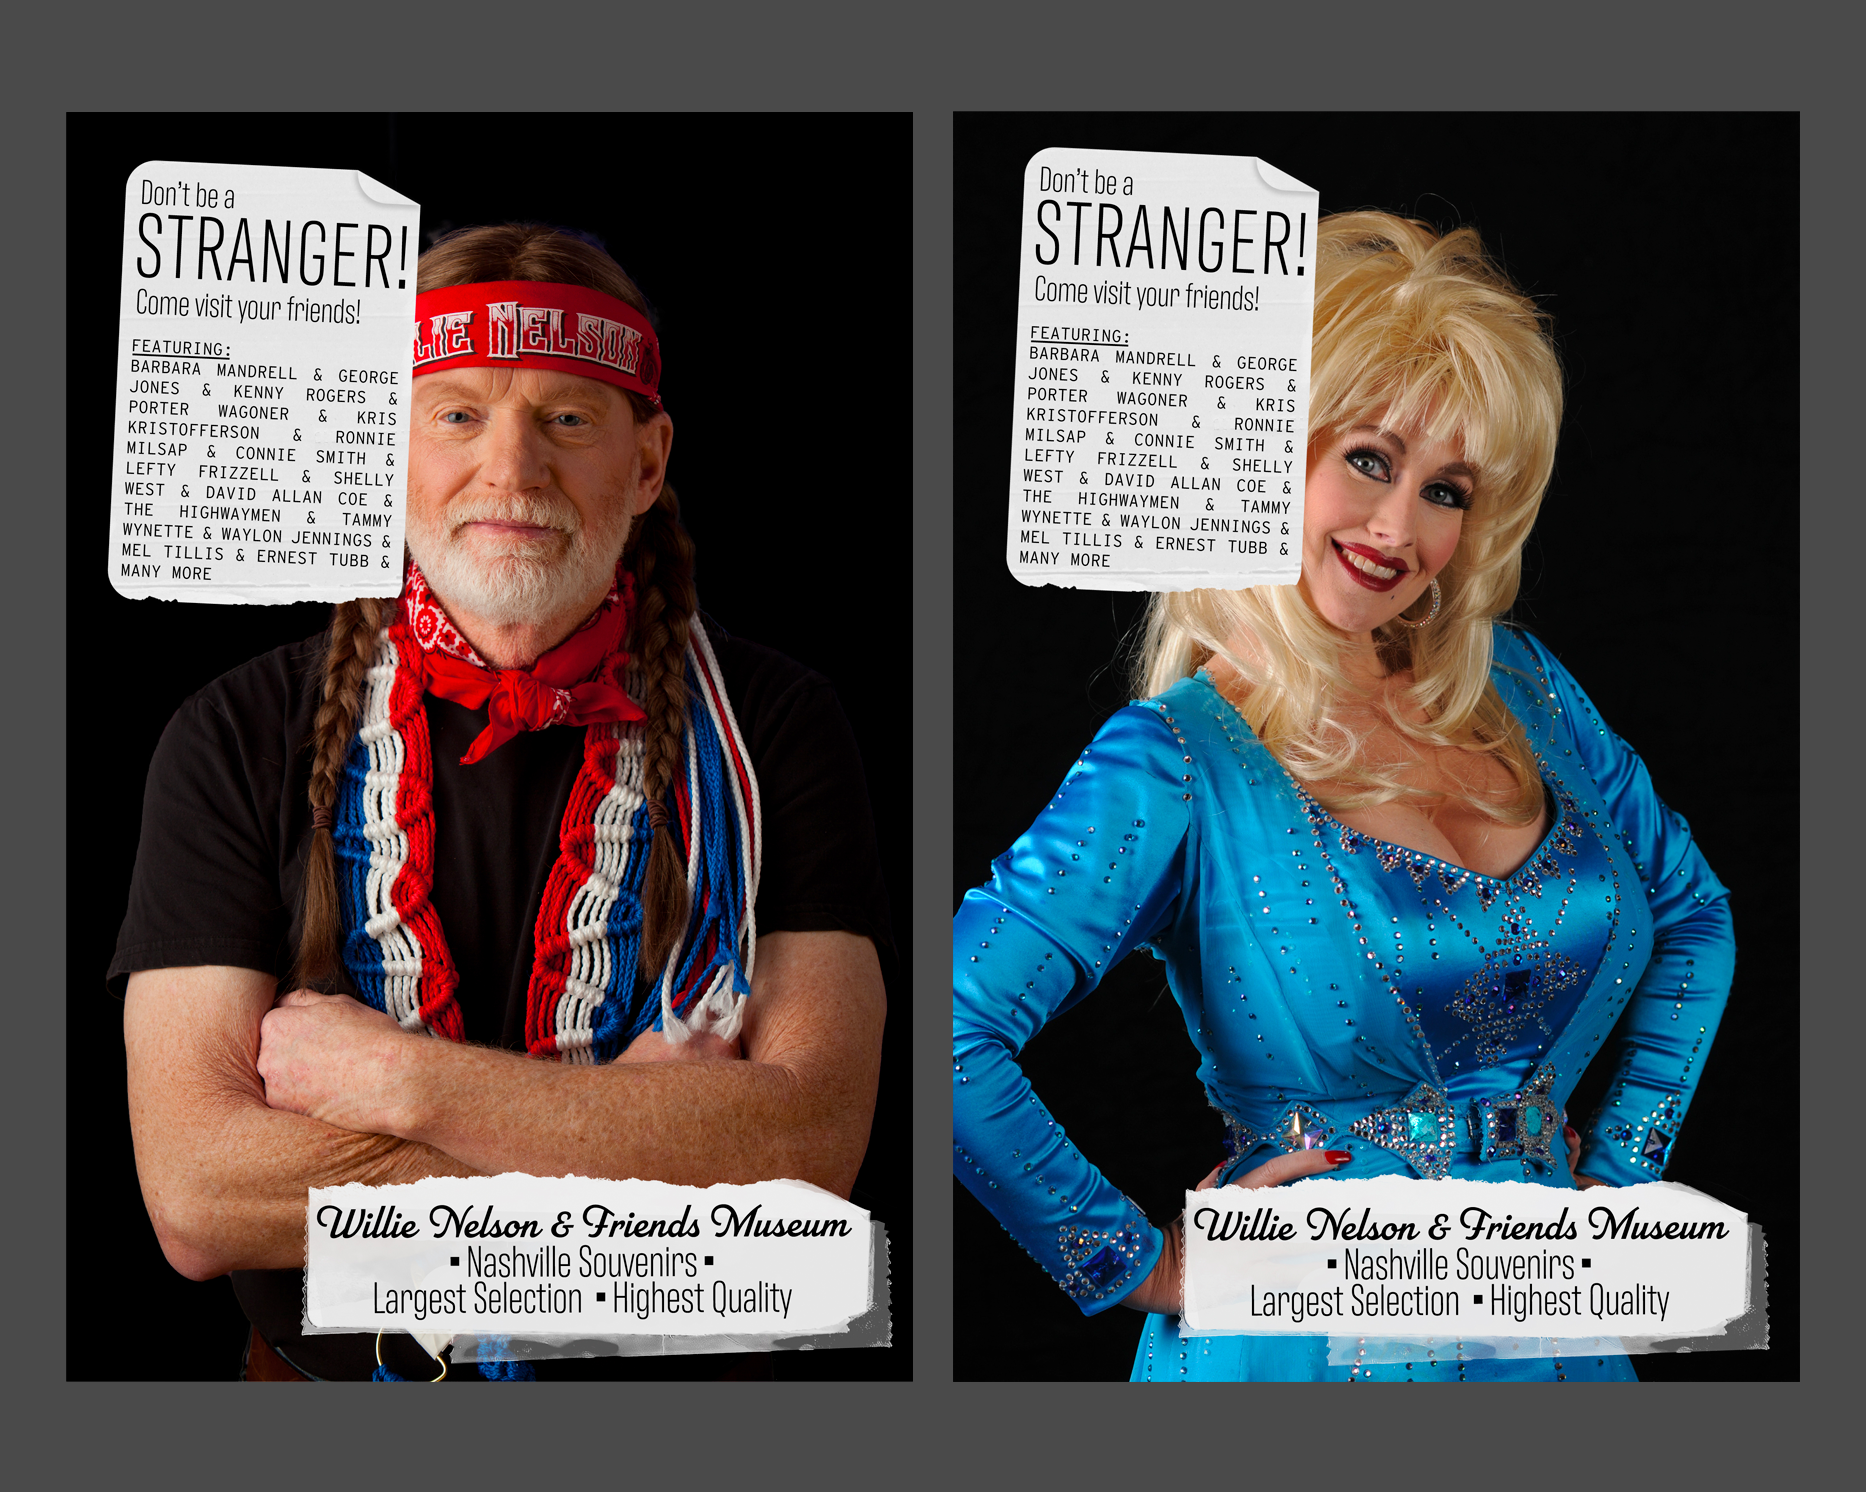 Don't be a
STRANGER!
Come visit your friends!
FEATURING:
BARBARA MANDRELL & GEORGE
JONES & KENNY ROGERS &
PORTER WAGONER & KRIS
KRISTOFFERSON & RONNIE
MILSAP & CONNIE SMITH &
LEFTY FRIZZELL & SHELLY
WEST & DAVID ALLAN COE &
THE HIGHWAYMEN & TAMMY
WYNETTE & WAYLON JENNINGS &
MEL TILLIS & ERNEST TUBB &
MANY MORE
LIE NELSON
Willie Nelson & Friends Museum
▪Nashville Souvenirs▪
Largest Selection ▪Highest Quality
Don't be a
STRANGER!
Come visit your friends!
FEATURING:
BARBARA MANDRELL & GEORGE
JONES & KENNY ROGERS &
PORTER WAGONER & KRIS
KRISTOFFERSON & RONNIE
MILSAP & CONNIE SMITH &
LEFTY FRIZZELL & SHELLY
WEST & DAVID ALLAN COE &
THE HIGHWAYMEN & TAMMY
WYNETTE & WAYLON JENNINGS &
MEL TILLIS & ERNEST TUBB &
MANY MORE
Willie Nelson & Friends Museum
▪Nashville Souvenirs▪
Largest Selection ▪Highest Quality